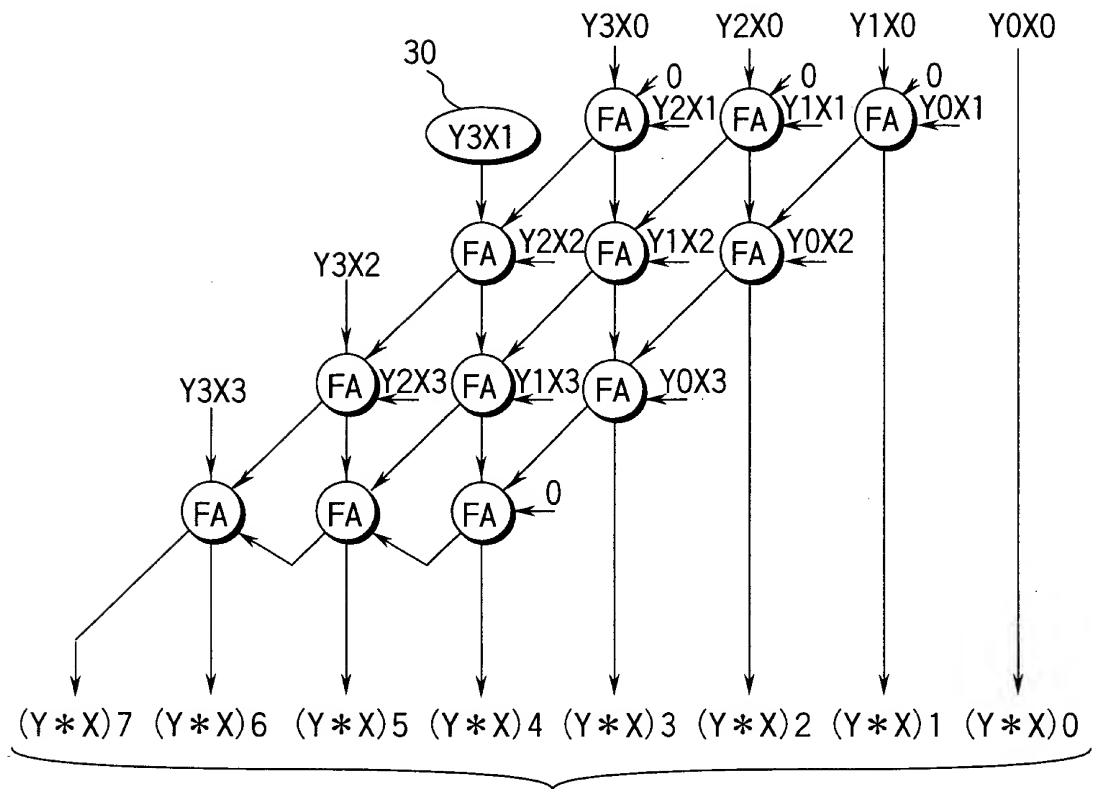 Y3X0 Y2X0 Y1X0 Y0X0
30
0 0 0
FA Y2X1 FA Y1X1 FA Y0X1
Y3X1
FA Y2X2 FA Y1X2 FA Y0X2
Y3X2
FA Y2X3 FA Y1X3 FA Y0X3
Y3X3
0
FA FA FA
(Y*X)7 (Y*X)6 (Y*X)5 (Y*X)4 (Y*X)3 (Y*X)2 (Y*X)1 (Y*X)0